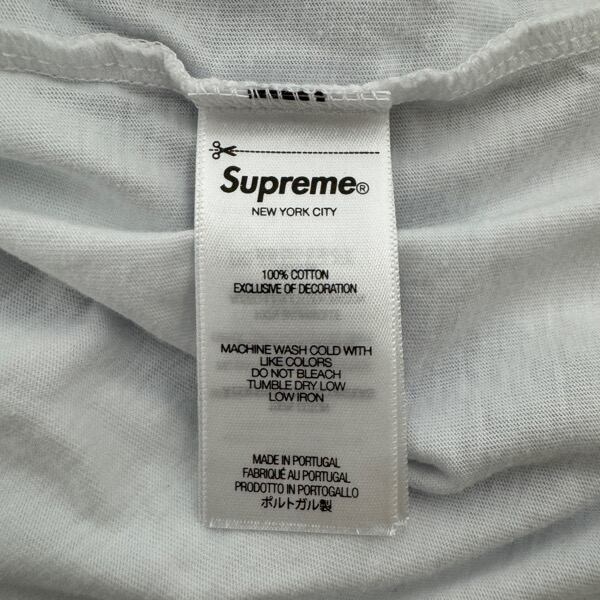 Supreme®
NEW YORK CITY
100% COTTON
EXCLUSIVE OF DECORATION
MACHINE WASH COLD WITH
LIKE COLORS
DO NOT BLEACH
TUMBLE DRY LOW
LOW IRON
MADE IN PORTUGAL
FABRIQUÉ AU PORTUGAL
PRODOTTO IN PORTOGALLO
ポルトガル製